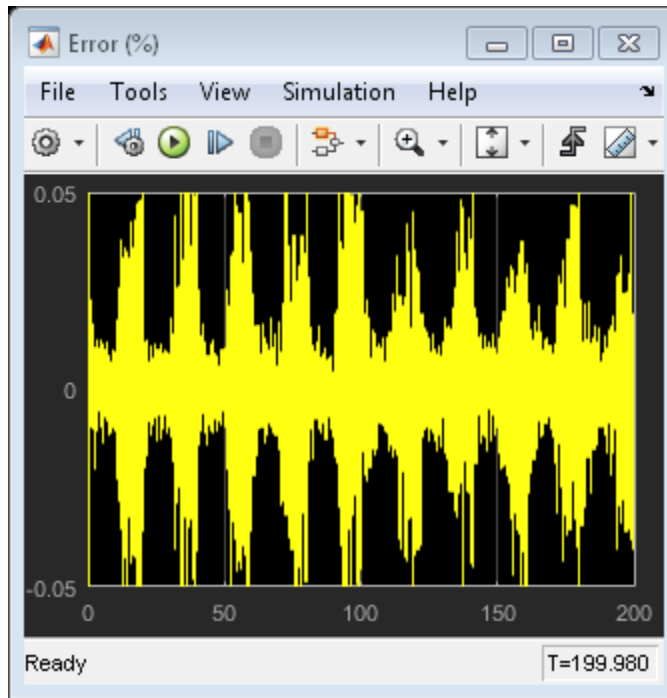 Error (%)
File Tools View Simulation Help
0.05
0
-0.05
0 50 100 150 200
Ready T=199.980